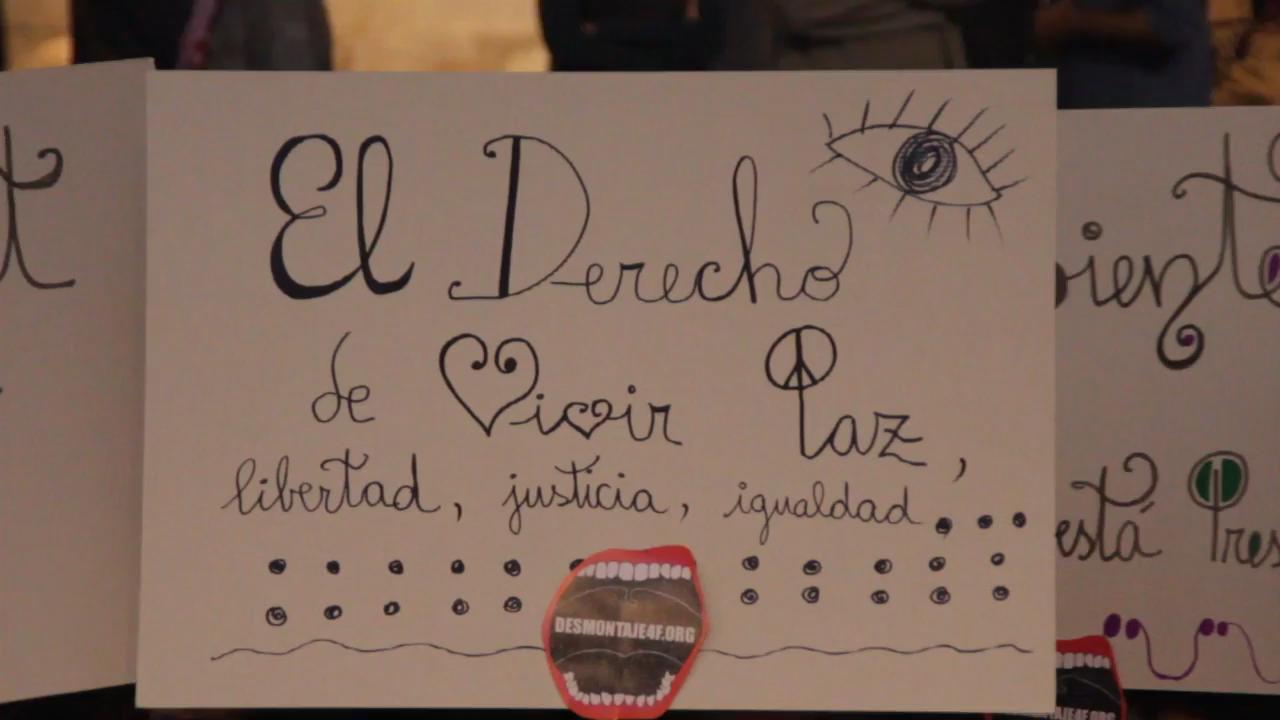 El Derecho
de Vivir Paz,
libertad, justicia, igualdad...
DESMONTAJE4F.ORG
está